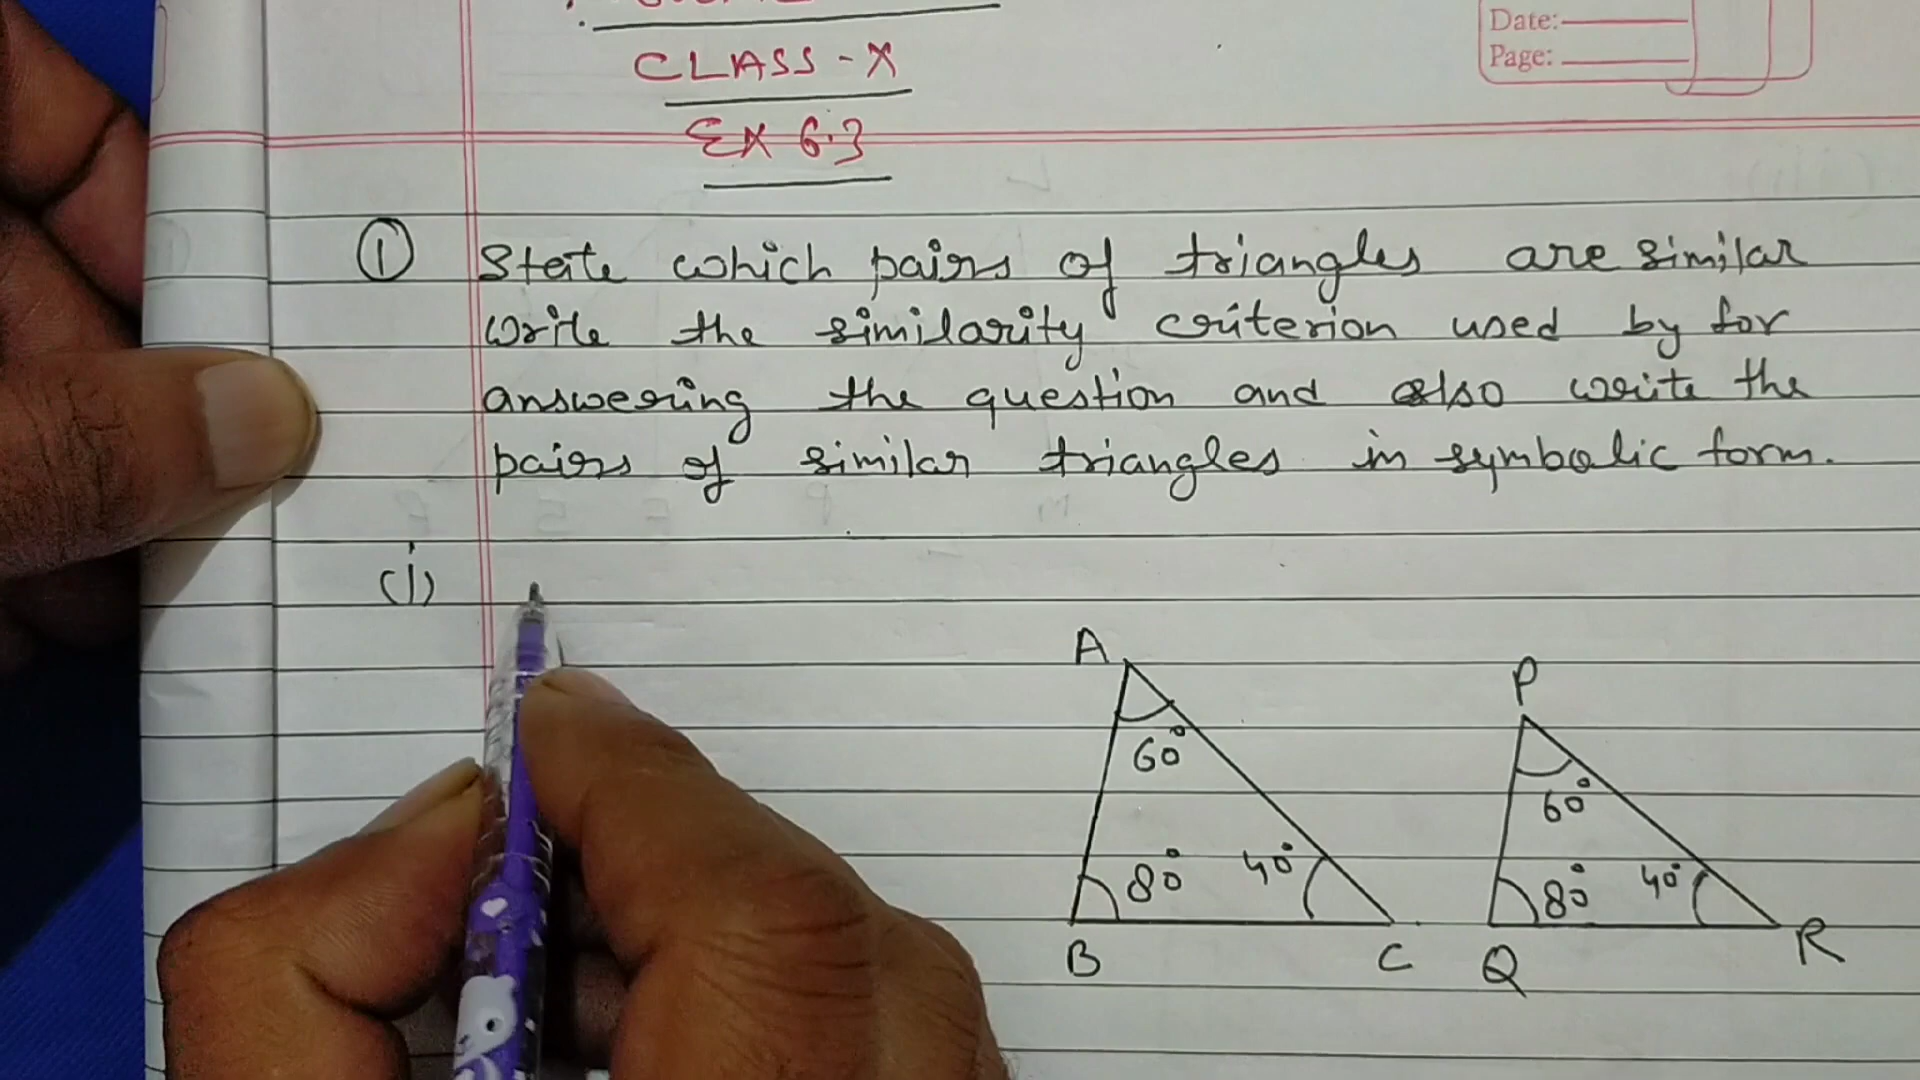 Date:
Page:
CLASS - X
EX 6.3
① State which pairs of triangles are similar
Write the similarity criterion used by for
answering the question and also write the
pairs of similar triangles in symbolic form.
(i)
A
P
60°
60°
80° 40°
80° 40°
B C Q R